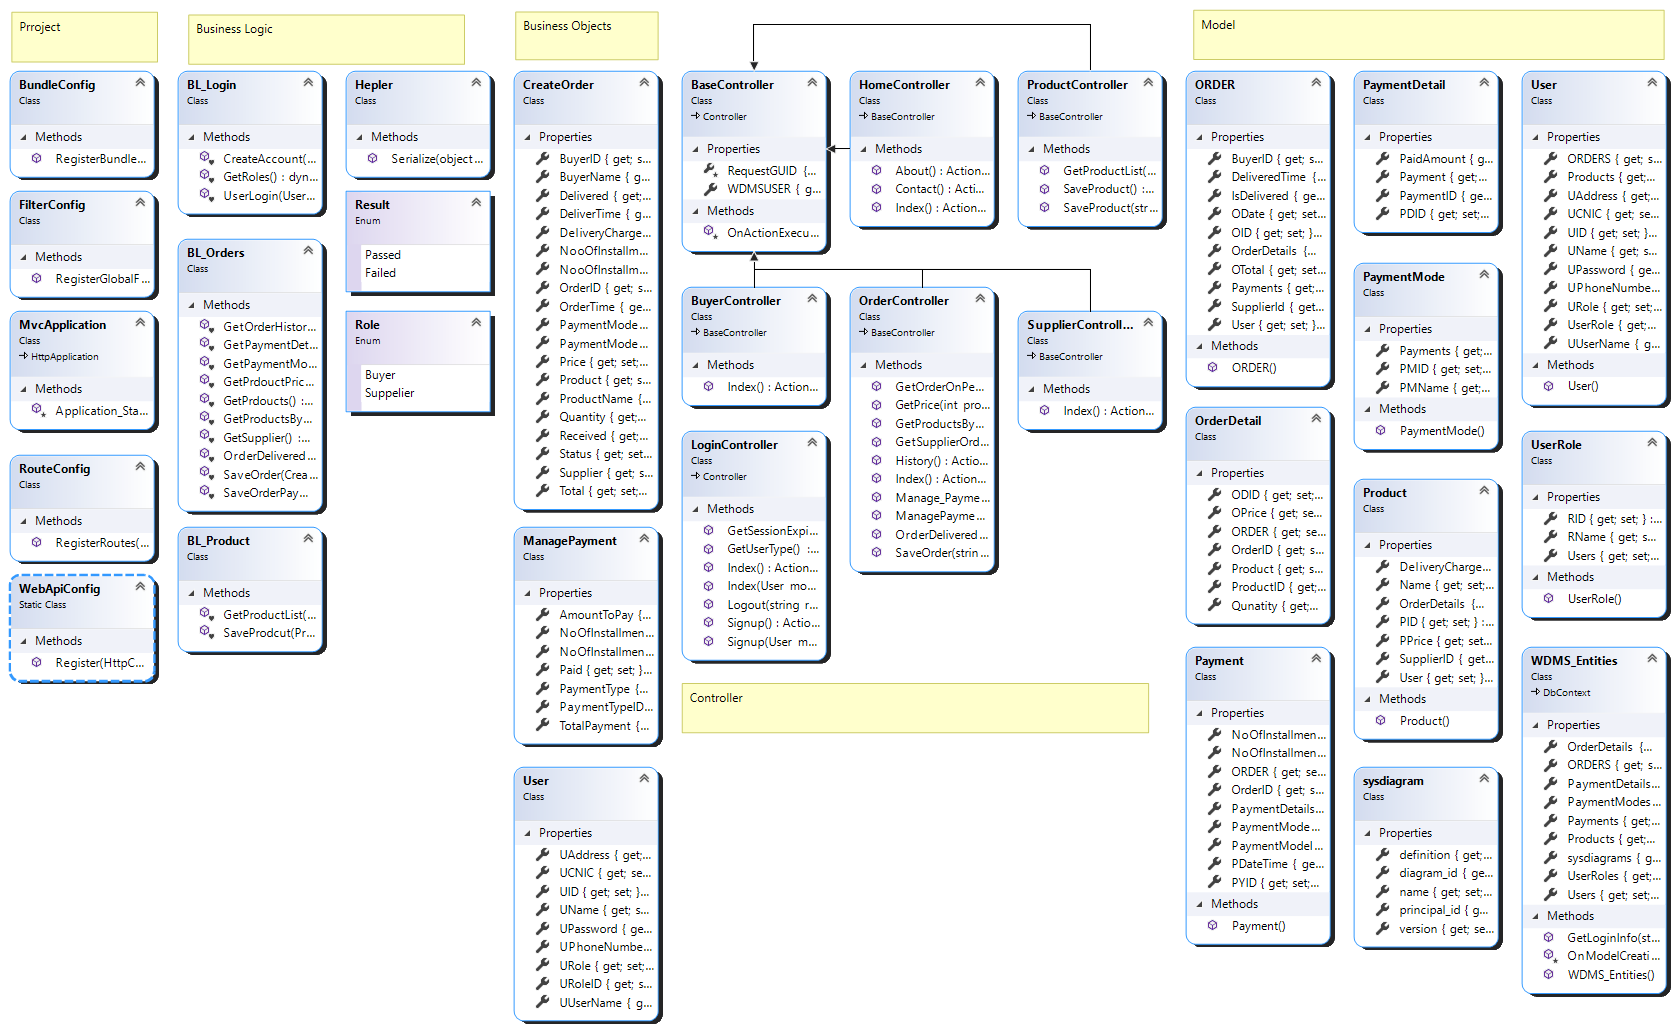 Prroject
BundleConfig
Class
Methods
RegisterBundle...
FilterConfig
Class
Methods
RegisterGlobalF...
MvcApplication
Class
HttpApplication
Methods
Application_Sta...
RouteConfig
Class
Methods
RegisterRoutes(...
WebApiConfig
Static Class
Methods
Register(HttpC...
Business Logic
BL_Login
Class
Methods
CreateAccount(...
GetRoles() : dyn...
UserLogin(User...
BL_Orders
Class
Methods
GetOrderHistor...
GetPaymentDet...
GetPaymentMo...
GetPrdouctPric...
GetPrdoucts() :...
GetProductsBy...
GetSupplier() :...
OrderDelivered...
SaveOrder(Crea...
SaveOrderPay...
BL_Product
Class
Methods
GetProductList(...
SaveProdcut(Pr...
Hepler
Class
Methods
Serialize(object...
Result
Enum
Passed
Failed
Role
Enum
Buyer
Suppelier
Business Objects
CreateOrder
Class
Properties
BuyerID { get; s...
BuyerName { g...
Delivered { get;...
DeliverTime { g...
DeliveryCharge...
NooOfInstallm...
NooOfInstallm...
OrderID { get; s...
OrderTime { ge...
PaymentMode...
PaymentMode...
Price { get; set;...
Product { get; s...
ProductName {...
Quantity { get;...
Received { get;...
Status { get; set...
Supplier { get; s...
Total { get; set;...
ManagePayment
Class
Properties
AmountToPay {...
NoOfInstallmen...
NoOfInstallmen...
Paid { get; set; }...
PaymentType {...
PaymentTypeID...
TotalPayment {...
User
Class
Properties
UAddress { get;...
UCNIC { get; se...
UID { get; set; }...
UName { get; s...
UPassword { ge...
UPhoneNumbe...
URole { get; set;...
URoleID { get; s...
UUserName { g...
BaseController
Class
Controller
Properties
RequestGUID {...
WDMSUSER { g...
Methods
OnActionExecu...
HomeController
Class
BaseController
Methods
About() : Action...
Contact() : Acti...
Index() : Action...
ProductController
Class
BaseController
Methods
GetProductList(...
SaveProduct() :...
SaveProduct(str...
BuyerController
Class
BaseController
Methods
Index() : Action...
OrderController
Class
BaseController
Methods
GetOrderOnPe...
GetPrice(int pro...
GetProductsBy...
GetSupplierOrd...
History() : Actio...
Index() : Action...
Manage_Payme...
ManagePayme...
OrderDelivered...
SaveOrder(strin...
SupplierControll...
Class
BaseController
Methods
Index() : Action...
LoginController
Class
Controller
Methods
GetSessionExpi...
GetUserType() :...
Index() : Action...
Index(User mo...
Logout(string r...
Signup() : Actio...
Signup(User m...
Controller
Model
ORDER
Class
Properties
BuyerID { get; s...
DeliveredTime {...
IsDelivered { ge...
ODate { get; set...
OID { get; set; }...
OrderDetails {...
OTotal { get; set...
Payments { get;...
SupplierId { get...
User { get; set; }...
Methods
ORDER()
OrderDetail
Class
Properties
ODID { get; set;...
OPrice { get; se...
ORDER { get; se...
OrderID { get; s...
Product { get; s...
ProductID { get...
Qunatity { get;...
Payment
Class
Properties
NoOfInstallmen...
NoOfInstallmen...
ORDER { get; se...
OrderID { get; s...
PaymentDetails...
PaymentMode...
PaymentModeI...
PDateTime { ge...
PYID { get; set;...
Methods
Payment()
PaymentDetail
Class
Properties
PaidAmount { g...
Payment { get;...
PaymentID { ge...
PDID { get; set;...
PaymentMode
Class
Properties
Payments { get;...
PMID { get; set;...
PMName { get;...
Methods
PaymentMode()
Product
Class
Properties
DeliveryCharge...
Name { get; set;...
OrderDetails {...
PID { get; set; } :...
PPrice { get; set...
SupplierID { get...
User { get; set; }...
Methods
Product()
sysdiagram
Class
Properties
definition { get;...
diagram_id { ge...
name { get; set;...
principal_id { g...
version { get; se...
User
Class
Properties
ORDERS { get; s...
Products { get;...
UAddress { get;...
UCNIC { get; se...
UID { get; set; }...
UName { get; s...
UPassword { ge...
UPhoneNumbe...
URole { get; set;...
UserRole { get;...
UUserName { g...
Methods
User()
UserRole
Class
Properties
RID { get; set; } :...
RName { get; s...
Users { get; set;...
Methods
UserRole()
WDMS_Entities
Class
DbContext
Properties
OrderDetails {...
ORDERS { get; s...
PaymentDetails...
PaymentModes...
Payments { get;...
Products { get;...
sysdiagrams { g...
UserRoles { get;...
Users { get; set;...
Methods
GetLoginInfo(st...
OnModelCreati...
WDMS_Entities()